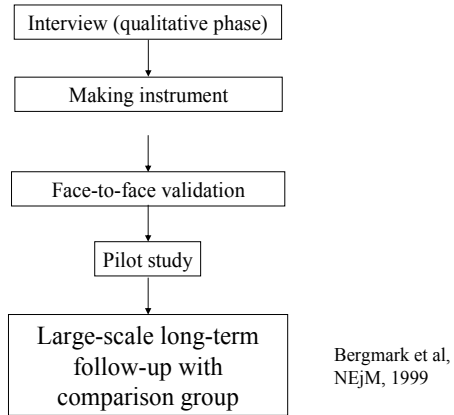 Interview (qualitative phase)
Making instrument
Face-to-face validation
Pilot study
Large-scale long-term
follow-up with
comparison group
Bergmark et al,
NEjM, 1999